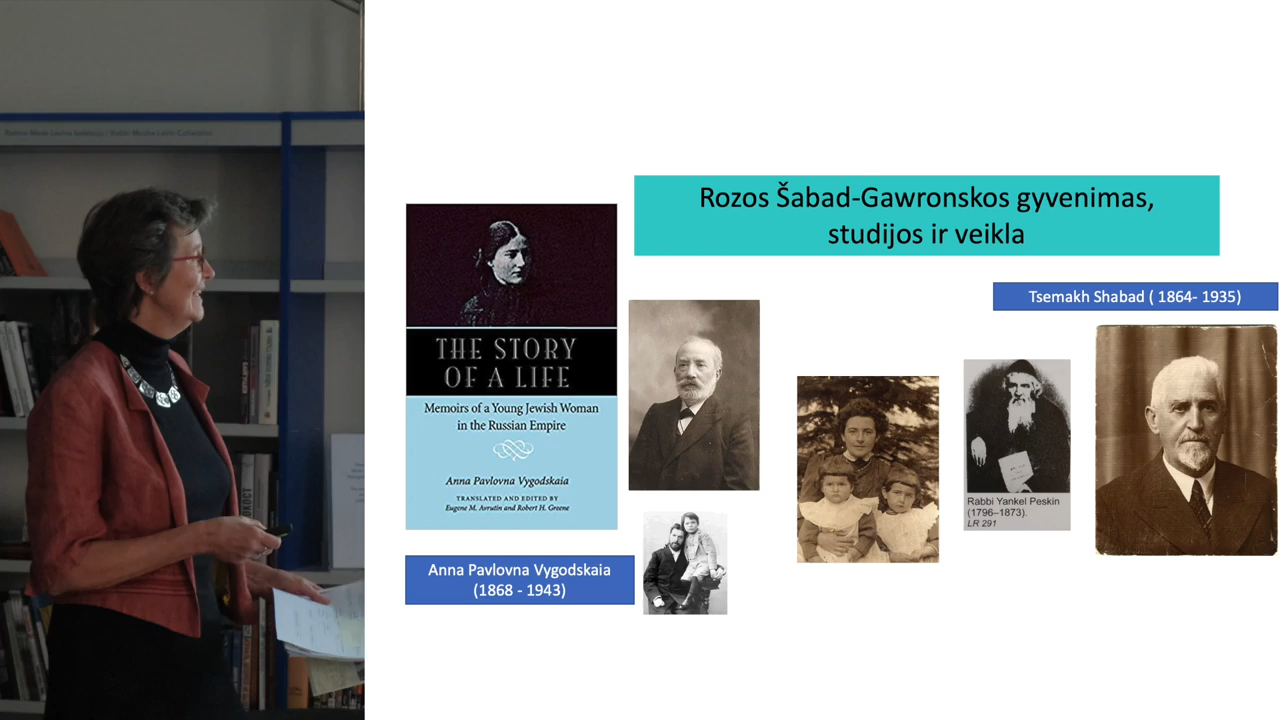 Rozos Šabad-Gawronskos gyvenimas,
studijos ir veikla
Tsemakh Shabad ( 1864- 1935)
THE STORY
OF A LIFE
Memoirs of a Young Jewish Woman
in the Russian Empire
Anna Pavlovna Vygodskaia
TRANSLATED AND EDITED BY
Eugene M. Avrutin and Robert H. Greene
Anna Pavlovna Vygodskaia
(1868 - 1943)
Rabbi Yankel Peskin
(1796–1873).
LR 291